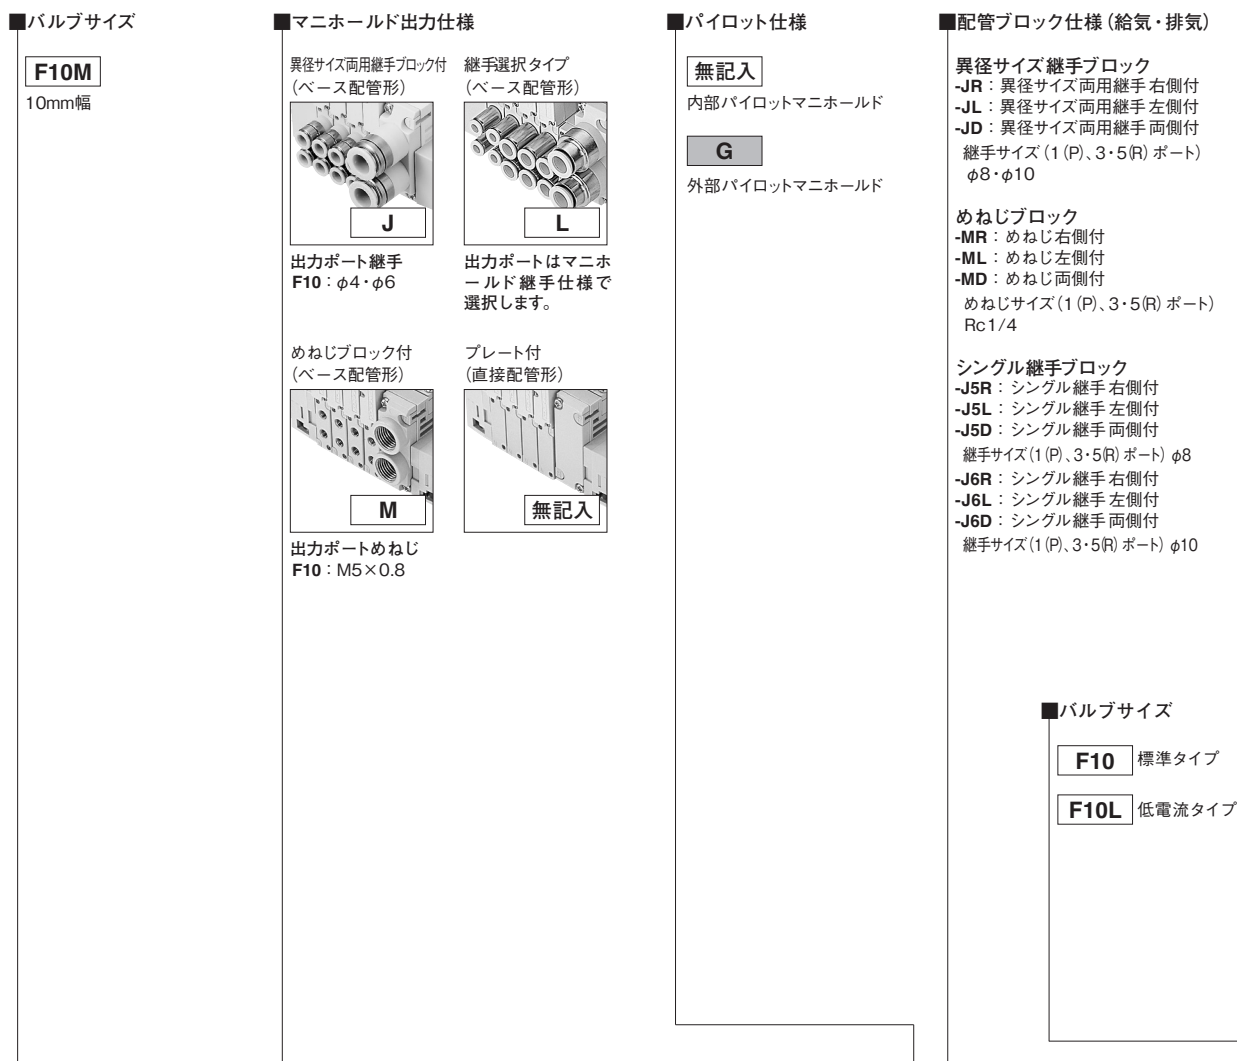 ■バルブサイズ
F10M
10mm幅
■マニホールド出力仕様
異径サイズ両用継手ブロック付
（ベース配管形）
J
出力ポート継手
F10：φ4・φ6
継手選択タイプ
（ベース配管形）
L
出力ポートはマニホ
ールド継手仕様で
選択します。
めねじブロック付
（ベース配管形）
M
出力ポートめねじ
F10：M5×0.8
プレート付
（直接配管形）
無記入
■パイロット仕様
無記入
内部パイロットマニホールド
G
外部パイロットマニホールド
■配管ブロック仕様（給気・排気）
異径サイズ継手ブロック
-JR：異径サイズ両用継手右側付
-JL：異径サイズ両用継手左側付
-JD：異径サイズ両用継手両側付
継手サイズ（1（P）、3・5（R）ポート）
φ8・φ10
めねじブロック
-MR：めねじ右側付
-ML：めねじ左側付
-MD：めねじ両側付
めねじサイズ（1（P）、3・5（R）ポート）
Rc1/4
シングル継手ブロック
-J5R：シングル継手右側付
-J5L：シングル継手左側付
-J5D：シングル継手両側付
継手サイズ（1（P）、3・5（R）ポート）φ8
-J6R：シングル継手右側付
-J6L：シングル継手左側付
-J6D：シングル継手両側付
継手サイズ（1（P）、3・5（R）ポート）φ10
■バルブサイズ
F10 標準タイプ
F10L 低電流タイプ